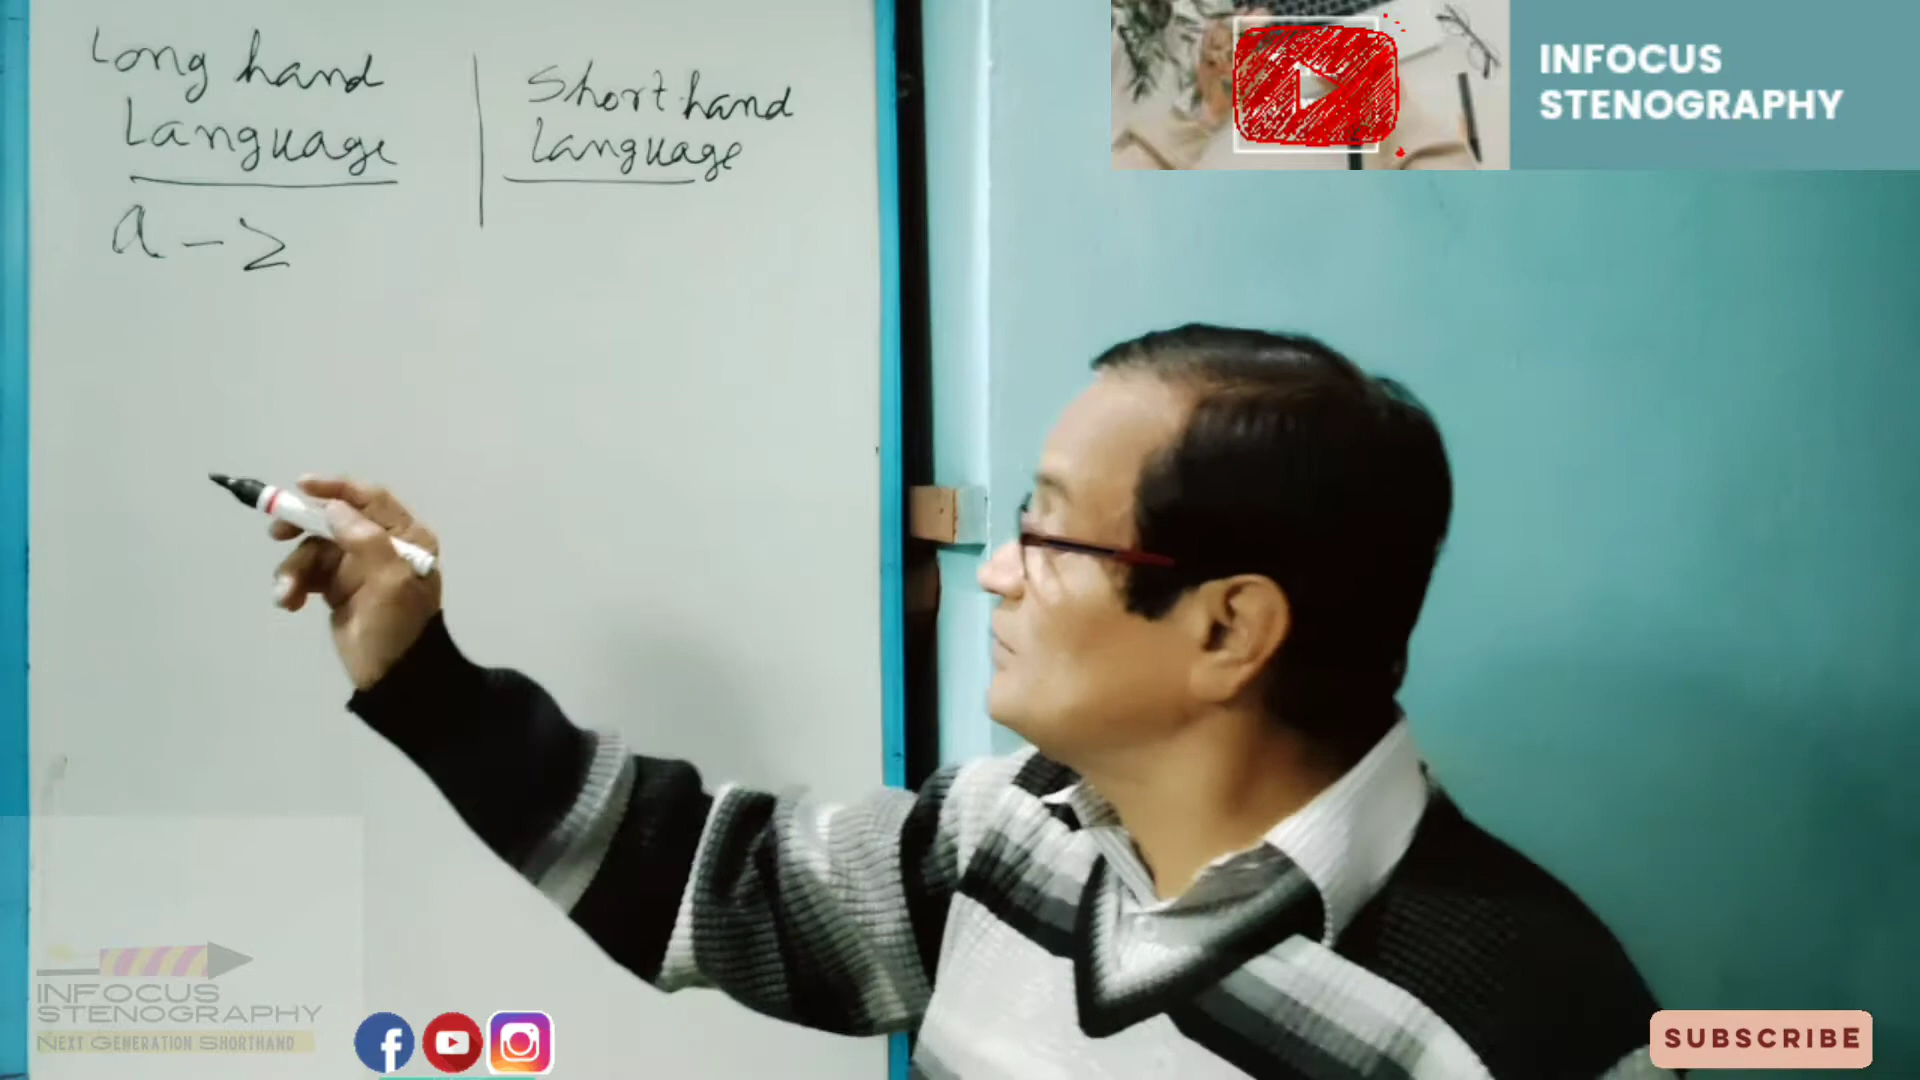 Long hand
Language
a - z
Short hand
Language
INFOCUS
STENOGRAPHY
INFOCUS
STENOGRAPHY
NEXT GENERATION SHORTHAND
SUBSCRIBE